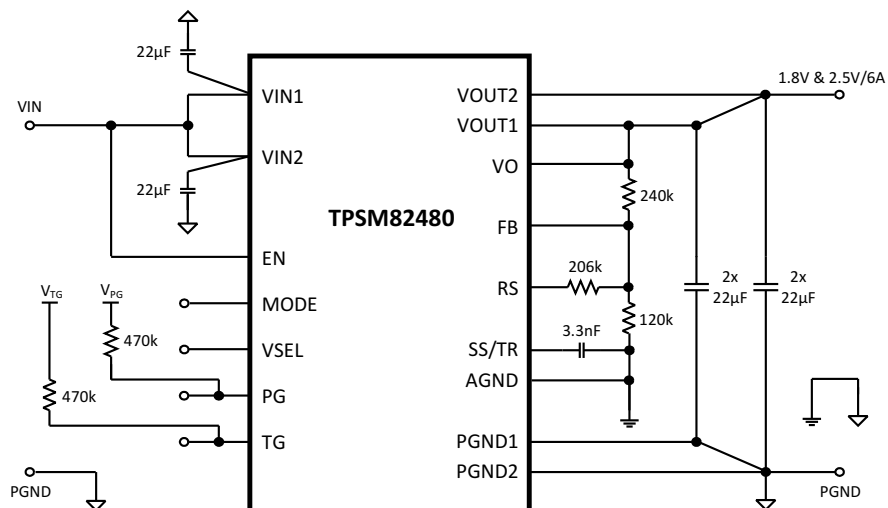 22µF
1.8V & 2.5V/6A
VIN1
VOUT2
VIN
VOUT1
VIN2
VO
22µF
240k
TPSM82480
FB
EN
206k
2x
22µF
2x
22µF
VTG
VPG
RS
MODE
120k
3.3nF
470k
VSEL
SS/TR
AGND
470k
PG
TG
PGND1
PGND2
PGND
PGND